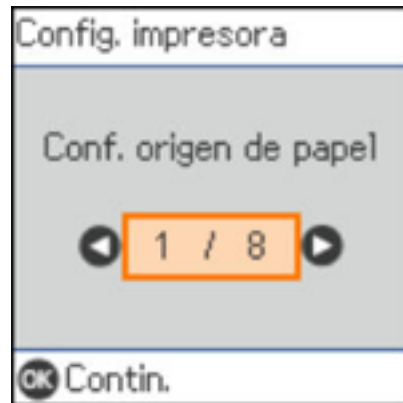 Config. impresora
Conf. origen de papel
1 / 8
OK Contin.